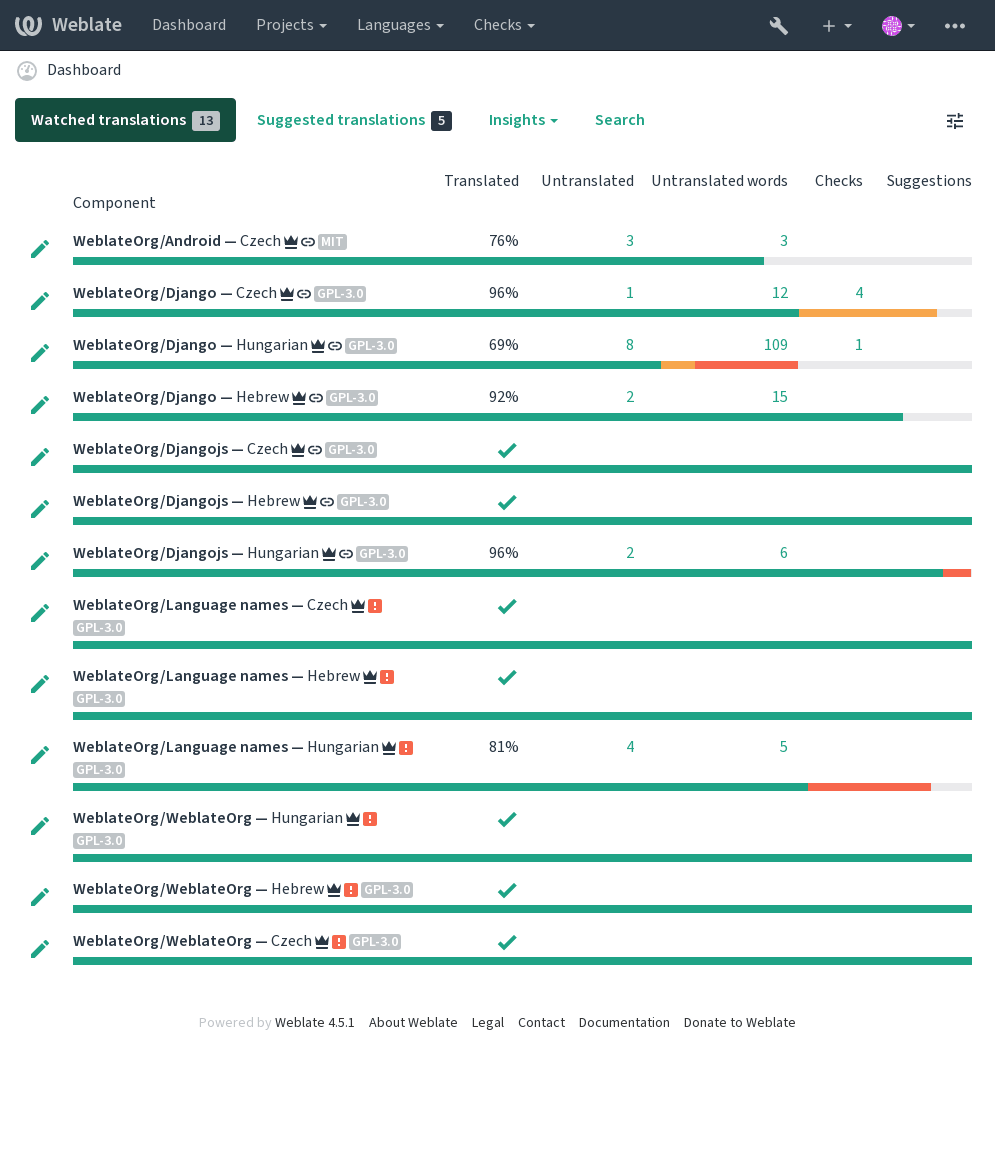 Weblate Dashboard Projects Languages Checks
Dashboard
Watched translations 13 Suggested translations 5 Insights Search
Translated Untranslated Untranslated words Checks Suggestions
Component
WeblateOrg/Android — Czech MIT 76% 3 3
WeblateOrg/Django — Czech GPL-3.0 96% 1 12 4
WeblateOrg/Django — Hungarian GPL-3.0 69% 8 109 1
WeblateOrg/Django — Hebrew GPL-3.0 92% 2 15
WeblateOrg/Djangojs — Czech GPL-3.0
WeblateOrg/Djangojs — Hebrew GPL-3.0
WeblateOrg/Djangojs — Hungarian GPL-3.0 96% 2 6
WeblateOrg/Language names — Czech
GPL-3.0
WeblateOrg/Language names — Hebrew
GPL-3.0
WeblateOrg/Language names — Hungarian 81% 4 5
GPL-3.0
WeblateOrg/WeblateOrg — Hungarian
GPL-3.0
WeblateOrg/WeblateOrg — Hebrew GPL-3.0
WeblateOrg/WeblateOrg — Czech GPL-3.0
Powered by Weblate 4.5.1 About Weblate Legal Contact Documentation Donate to Weblate